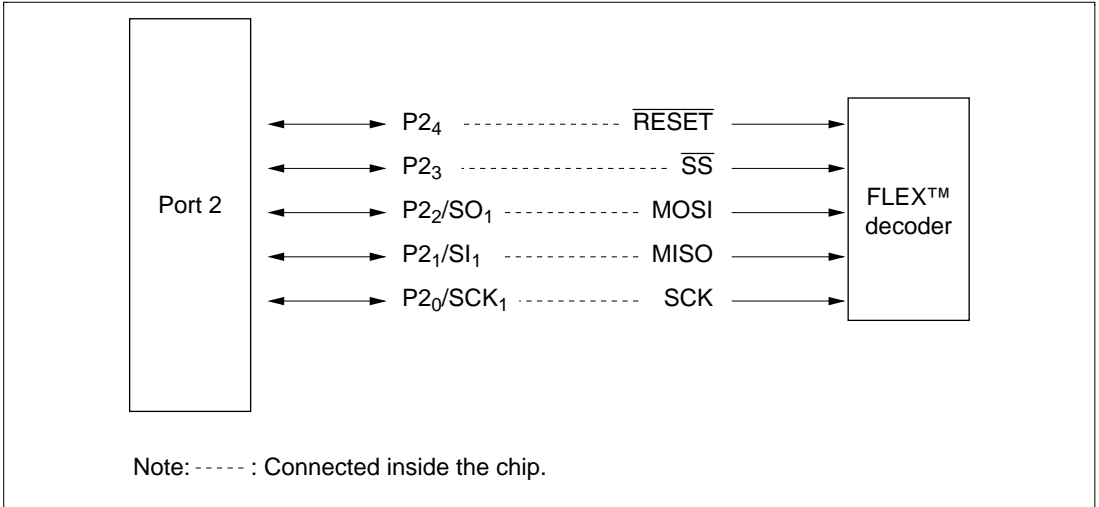 Port 2
P2₄ RESET
P2₃ SS
P2₂/SO₁ MOSI
P2₁/SI₁ MISO
P2₀/SCK₁ SCK
FLEX™
decoder
Note: ----- : Connected inside the chip.